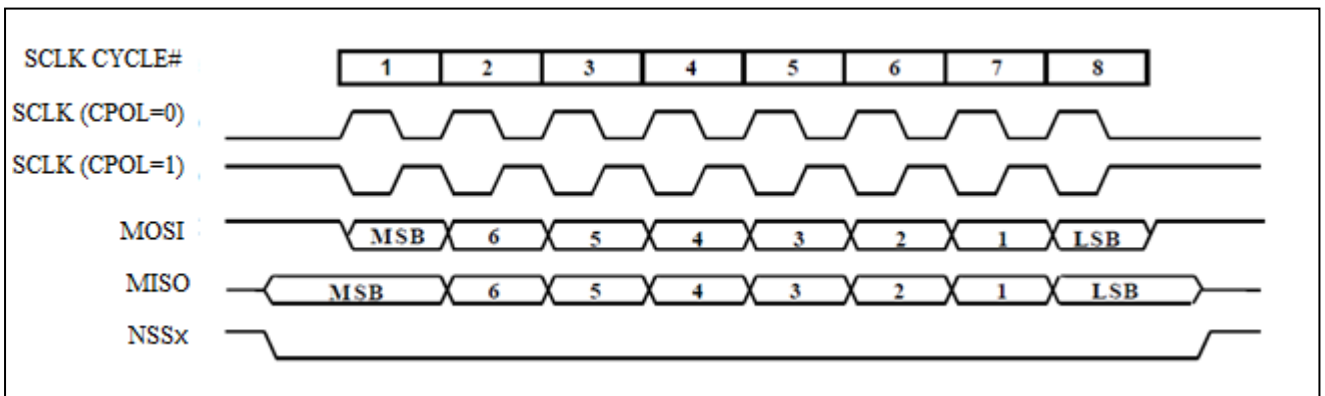 SCLK CYCLE# 1 2 3 4 5 6 7 8
SCLK (CPOL=0)
SCLK (CPOL=1)
MOSI MSB 6 5 4 3 2 1 LSB
MISO MSB 6 5 4 3 2 1 LSB
NSSx